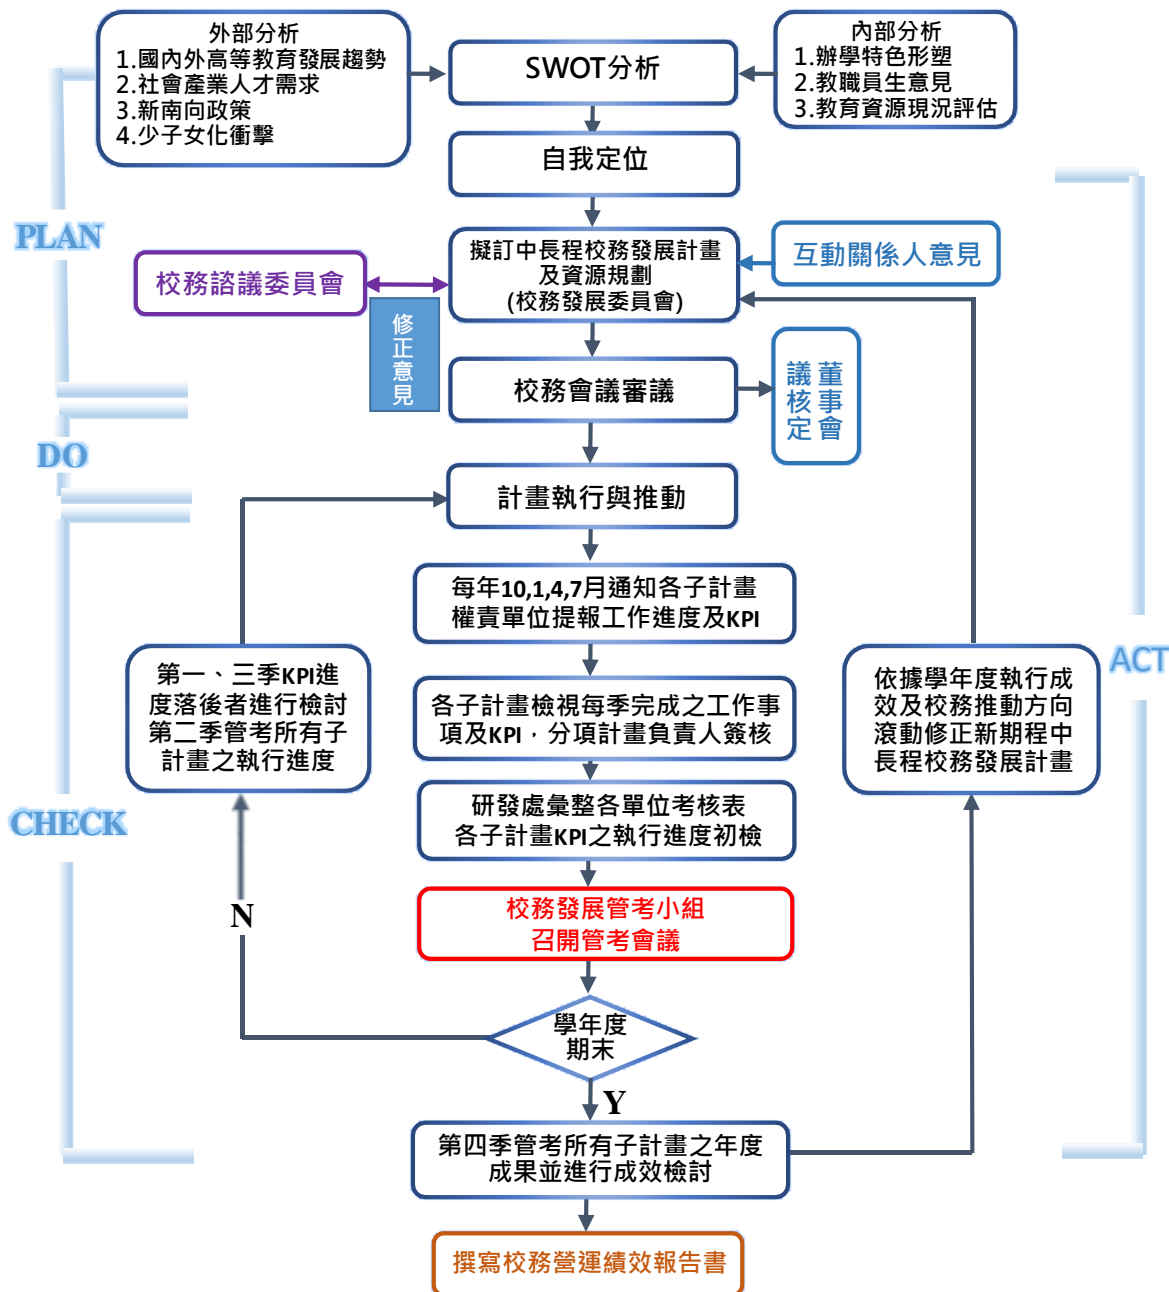 外部分析
1.國內外高等教育發展趨勢
2.社會產業人才需求
3.新南向政策
4.少子女化衝擊
SWOT分析
內部分析
1.辦學特色形塑
2.教職員生意見
3.教育資源現況評估
自我定位
PLAN
擬訂中長程校務發展計畫
及資源規劃
(校務發展委員會)
互動關係人意見
校務諮議委員會
修正意見
校務會議審議
董事會
議核定
DO
計畫執行與推動
每年10,1,4,7月通知各子計畫
權責單位提報工作進度及KPI
第一、三季KPI進
度落後者進行檢討
第二季管考所有子
計畫之執行進度
各子計畫檢視每季完成之工作事
項及KPI，分項計畫負責人簽核
依據學年度執行成
效及校務推動方向
滾動修正新期程中
長程校務發展計畫
ACT
CHECK
研發處彙整各單位考核表
各子計畫KPI之執行進度初檢
校務發展管考小組
召開管考會議
N
學年度
期末
Y
第四季管考所有子計畫之年度
成果並進行成效檢討
撰寫校務營運績效報告書